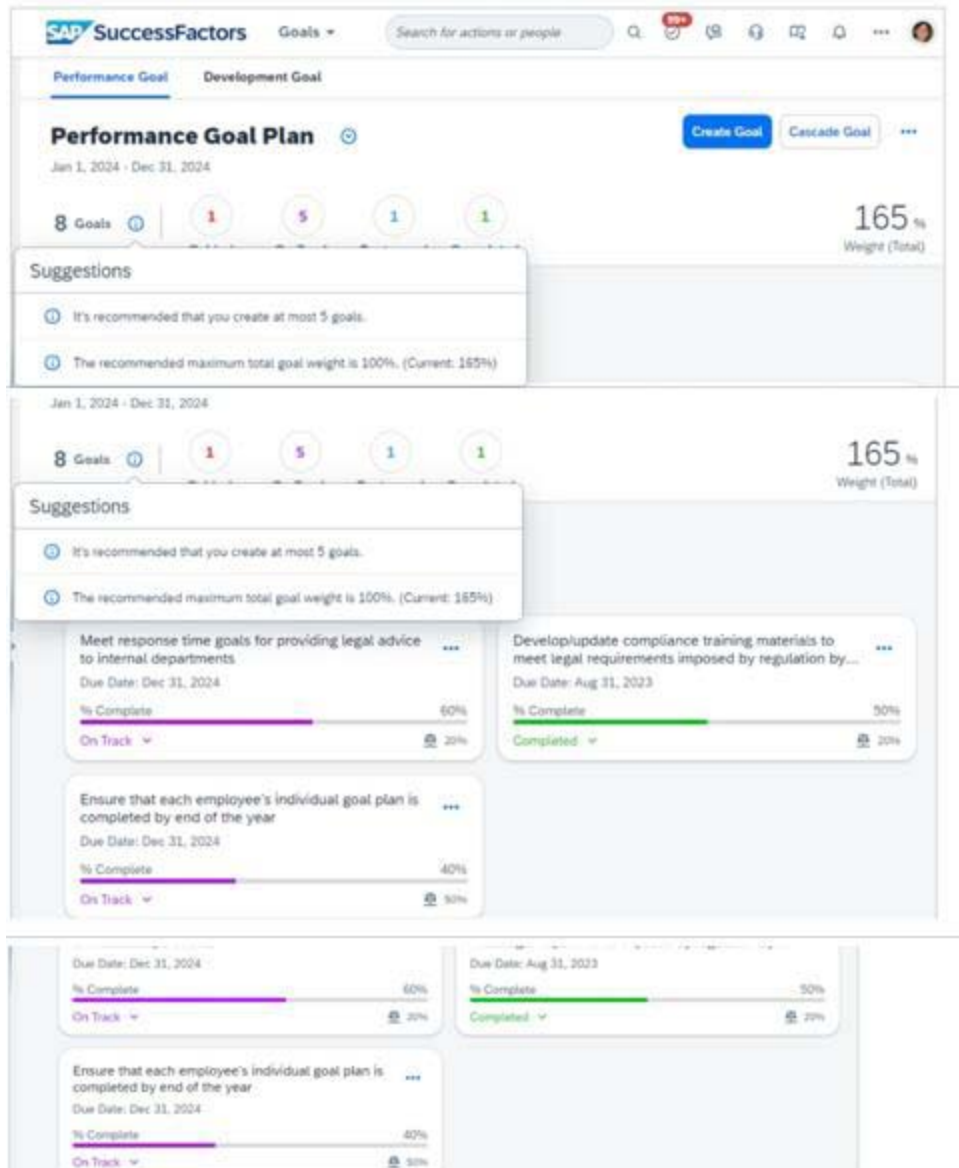 SAP SuccessFactors Goals Search for actions or people 99+
Performance Goal Development Goal
Performance Goal Plan Create Goal Cascade Goal
Jan 1, 2024 - Dec 31, 2024
8 Goals 1 5 1 1 165 %
Weight (Total)
Suggestions
It's recommended that you create at most 5 goals.
The recommended maximum total goal weight is 100%. (Current: 165%)
Jan 1, 2024 - Dec 31, 2024
8 Goals 1 5 1 1 165 %
Weight (Total)
Suggestions
It's recommended that you create at most 5 goals.
The recommended maximum total goal weight is 100%. (Current: 165%)
Meet response time goals for providing legal advice
to internal departments
Due Date: Dec 31, 2024
% Complete 60%
On Track 20%
Develop/update compliance training materials to
meet legal requirements imposed by regulation by...
Due Date: Aug 31, 2023
% Complete 50%
Completed 20%
Ensure that each employee's individual goal plan is
completed by end of the year
Due Date: Dec 31, 2024
% Complete 40%
On Track 50%
Due Date: Dec 31, 2024
% Complete 60%
On Track 20%
Due Date: Aug 31, 2023
% Complete 50%
Completed 20%
Ensure that each employee's individual goal plan is
completed by end of the year
Due Date: Dec 31, 2024
% Complete 40%
On Track 50%